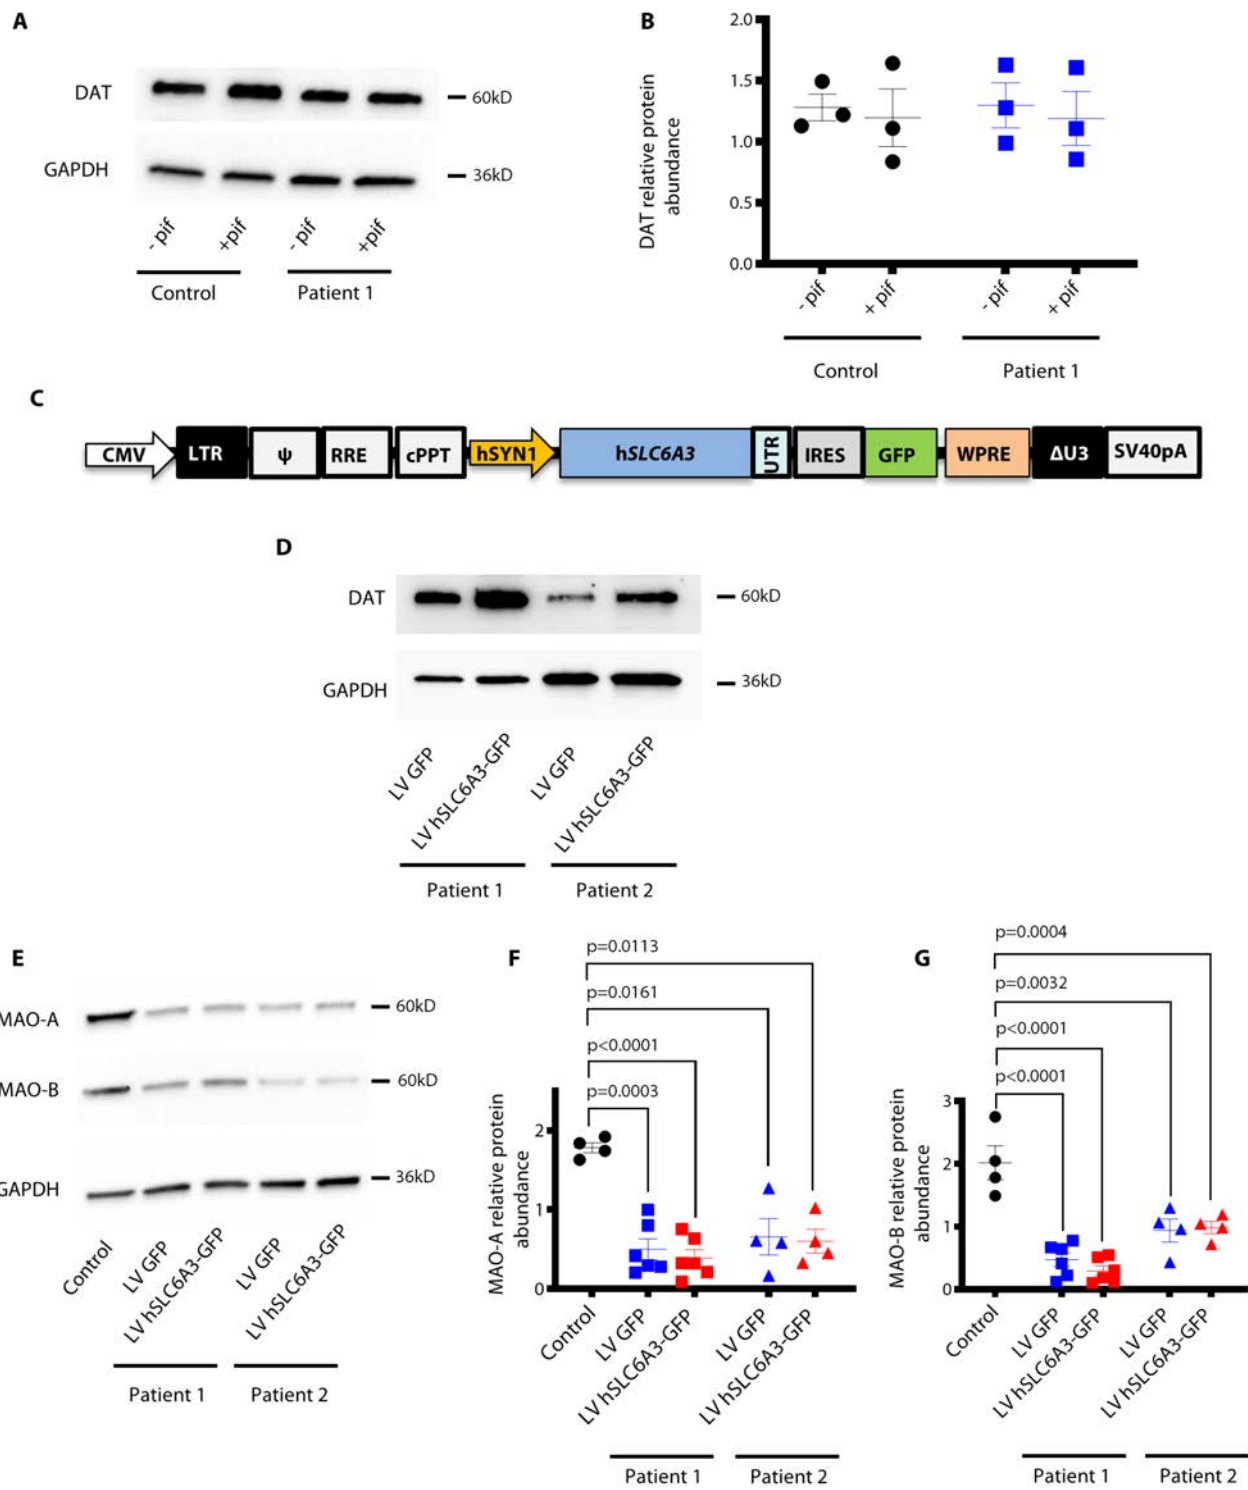 A
DAT
60kD
GAPDH
36kD
- pif
+pif
- pif
+pif
Control
Patient 1
B
DAT relative protein
abundance
2.0
1.5
1.0
0.5
0.0
- pif
+ pif
- pif
+ pif
Control
Patient 1
C
CMV
LTR
ψ
RRE
cPPT
hSYN1
hSLC6A3
UTR
IRES
GFP
WPRE
ΔU3
SV40pA
D
DAT
60kD
GAPDH
36kD
LV GFP
LV hSLC6A3-GFP
LV GFP
LV hSLC6A3-GFP
Patient 1
Patient 2
E
MAO-A
60kD
MAO-B
60kD
GAPDH
36kD
Control
LV GFP
LV hSLC6A3-GFP
LV GFP
LV hSLC6A3-GFP
Patient 1
Patient 2
F
p=0.0113
p=0.0161
p<0.0001
p=0.0003
MAO-A relative protein
abundance
2
1
0
Control
LV GFP
LV hSLC6A3-GFP
LV GFP
LV hSLC6A3-GFP
Patient 1
Patient 2
G
p=0.0004
p=0.0032
p<0.0001
p<0.0001
MAO-B relative protein
abundance
3
2
1
0
Control
LV GFP
LV hSLC6A3-GFP
LV GFP
LV hSLC6A3-GFP
Patient 1
Patient 2